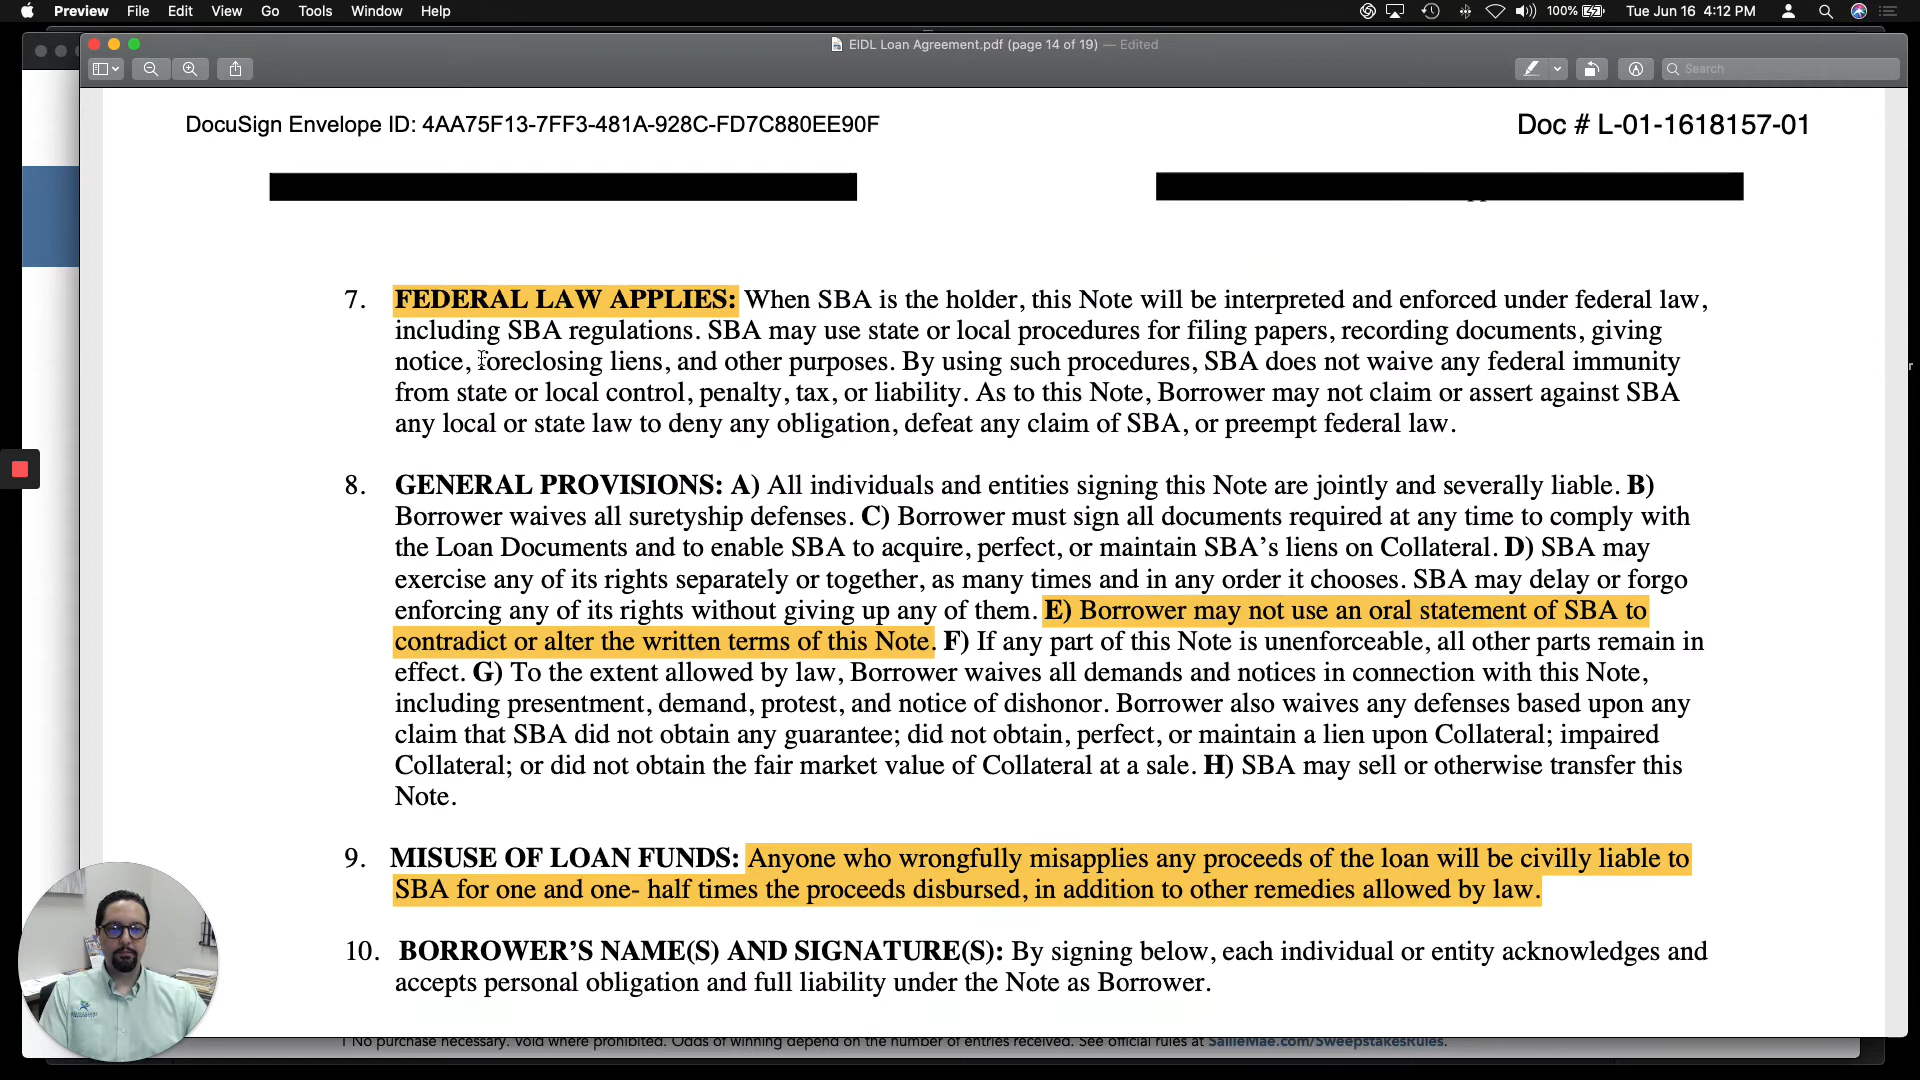 Preview File Edit View Go Tools Window Help 100% Tue Jun 16 4:12 PM
EIDL Loan Agreement.pdf (page 14 of 19) — Edited
Search
DocuSign Envelope ID: 4AA75F13-7FF3-481A-928C-FD7C880EE90F
Doc # L-01-1618157-01
7. FEDERAL LAW APPLIES: When SBA is the holder, this Note will be interpreted and enforced under federal law,
including SBA regulations. SBA may use state or local procedures for filing papers, recording documents, giving
notice, foreclosing liens, and other purposes. By using such procedures, SBA does not waive any federal immunity
from state or local control, penalty, tax, or liability. As to this Note, Borrower may not claim or assert against SBA
any local or state law to deny any obligation, defeat any claim of SBA, or preempt federal law.
8. GENERAL PROVISIONS: A) All individuals and entities signing this Note are jointly and severally liable. B)
Borrower waives all suretyship defenses. C) Borrower must sign all documents required at any time to comply with
the Loan Documents and to enable SBA to acquire, perfect, or maintain SBA’s liens on Collateral. D) SBA may
exercise any of its rights separately or together, as many times and in any order it chooses. SBA may delay or forgo
enforcing any of its rights without giving up any of them. E) Borrower may not use an oral statement of SBA to
contradict or alter the written terms of this Note. F) If any part of this Note is unenforceable, all other parts remain in
effect. G) To the extent allowed by law, Borrower waives all demands and notices in connection with this Note,
including presentment, demand, protest, and notice of dishonor. Borrower also waives any defenses based upon any
claim that SBA did not obtain any guarantee; did not obtain, perfect, or maintain a lien upon Collateral; impaired
Collateral; or did not obtain the fair market value of Collateral at a sale. H) SBA may sell or otherwise transfer this
Note.
9. MISUSE OF LOAN FUNDS: Anyone who wrongfully misapplies any proceeds of the loan will be civilly liable to
SBA for one and one- half times the proceeds disbursed, in addition to other remedies allowed by law.
10. BORROWER’S NAME(S) AND SIGNATURE(S): By signing below, each individual or entity acknowledges and
accepts personal obligation and full liability under the Note as Borrower.
No purchase necessary. Void where prohibited. Odds of winning depend on the number of entries received. See official rules at SallieMae.com/SweepstakesRules.